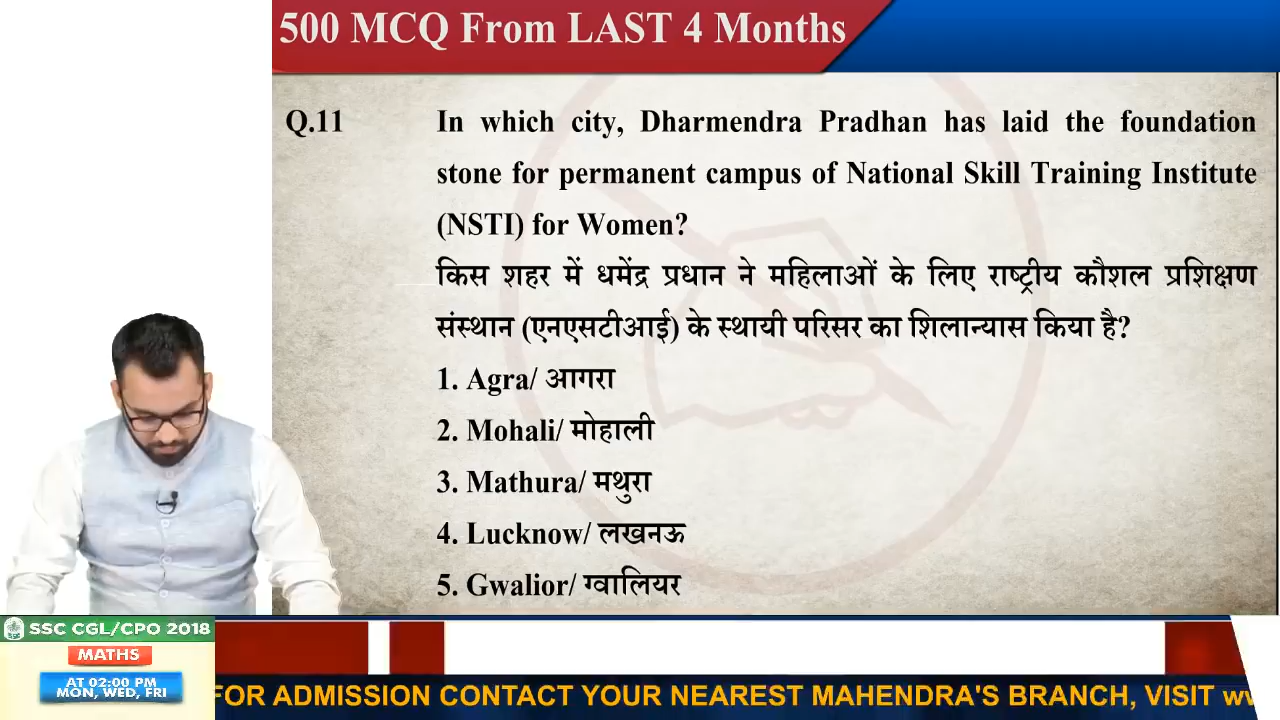 500 MCQ From LAST 4 Months
Q.11 In which city, Dharmendra Pradhan has laid the foundation
stone for permanent campus of National Skill Training Institute
(NSTI) for Women?
किस शहर में धमेंद्र प्रधान ने महिलाओं के लिए राष्ट्रीय कौशल प्रशिक्षण
संस्थान (एनएसटीआई) के स्थायी परिसर का शिलान्यास किया है?
1. Agra/ आगरा
2. Mohali/ मोहाली
3. Mathura/ मथुरा
4. Lucknow/ लखनऊ
5. Gwalior/ ग्वालियर
SSC CGL/CPO 2018
MATHS
AT 02:00 PM
MON, WED, FRI
FOR ADMISSION CONTACT YOUR NEAREST MAHENDRA'S BRANCH, VISIT